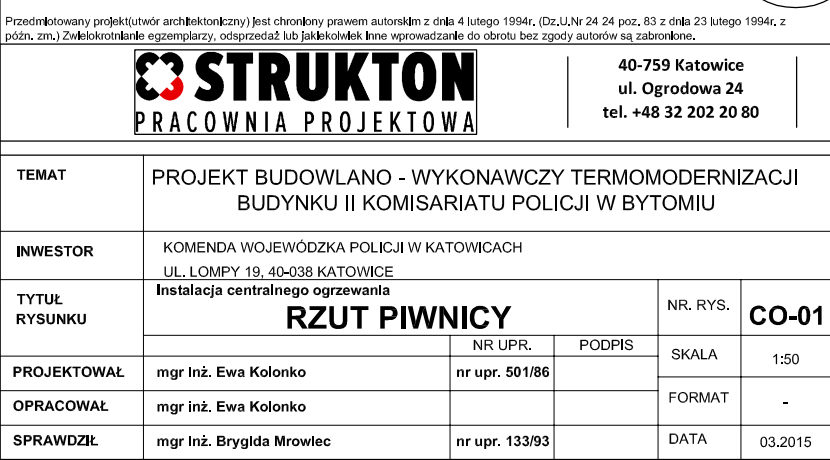 Przedmiotowany projekt(utwór architektoniczny) jest chroniony prawem autorskim z dnia 4 lutego 1994r. (Dz.U.Nr 24 24 poz. 83 z dnia 23 lutego 1994r. z
późn. zm.) Zwielokrotnianie egzemplarzy, odsprzedaż lub jakiekolwiek inne wprowadzanie do obrotu bez zgody autorów są zabronione.
STRUKTON
PRACOWNIA PROJEKTOWA
40-759 Katowice
ul. Ogrodowa 24
tel. +48 32 202 20 80
TEMAT
PROJEKT BUDOWLANO - WYKONAWCZY TERMOMODERNIZACJI
BUDYNKU II KOMISARIATU POLICJI W BYTOMIU
INWESTOR
KOMENDA WOJEWÓDZKA POLICJI W KATOWICACH
UL. LOMPY 19, 40-038 KATOWICE
TYTUŁ
RYSUNKU
Instalacja centralnego ogrzewania
RZUT PIWNICY
NR. RYS.
CO-01
NR UPR. PODPIS
SKALA 1:50
PROJEKTOWAŁ mgr inż. Ewa Kolonko nr upr. 501/86
FORMAT -
OPRACOWAŁ mgr inż. Ewa Kolonko
SPRAWDZIŁ mgr inż. Brygida Mrowiec nr upr. 133/93
DATA 03.2015